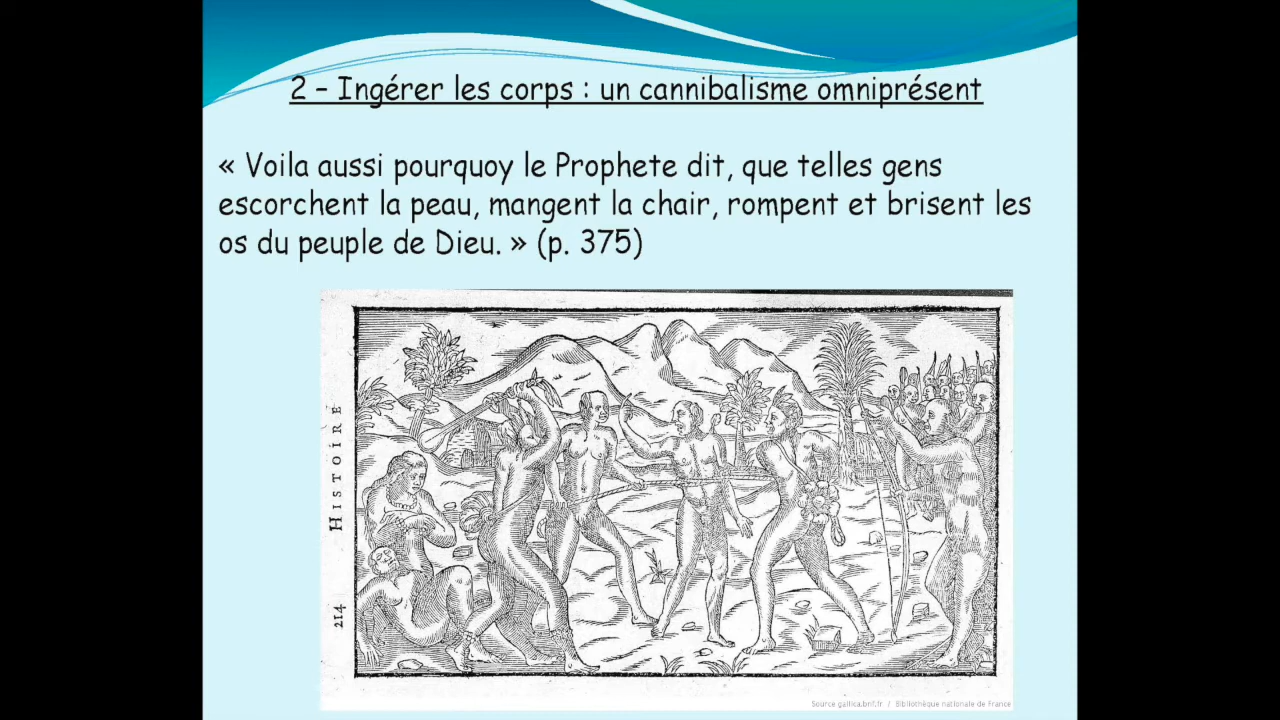 2 – Ingérer les corps : un cannibalisme omniprésent
« Voila aussi pourquoy le Prophete dit, que telles gens
escorchent la peau, mangent la chair, rompent et brisent les
os du peuple de Dieu. » (p. 375)
HISTOIRE
214
Source gallica.bnf.fr / Bibliothèque nationale de France